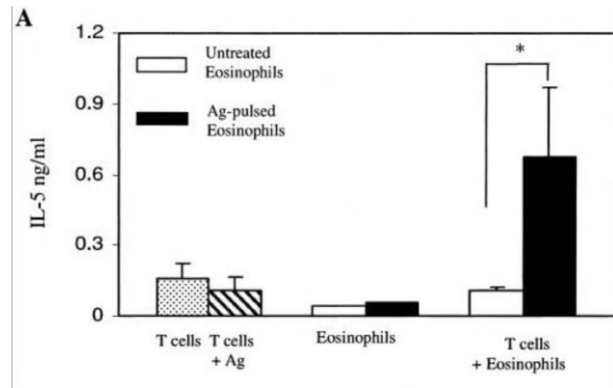 A
1.2
0.9
0.6
0.3
0
IL-5 ng/ml
Untreated
Eosinophils
Ag-pulsed
Eosinophils
*
T cells
T cells
+ Ag
Eosinophils
T cells
+ Eosinophils